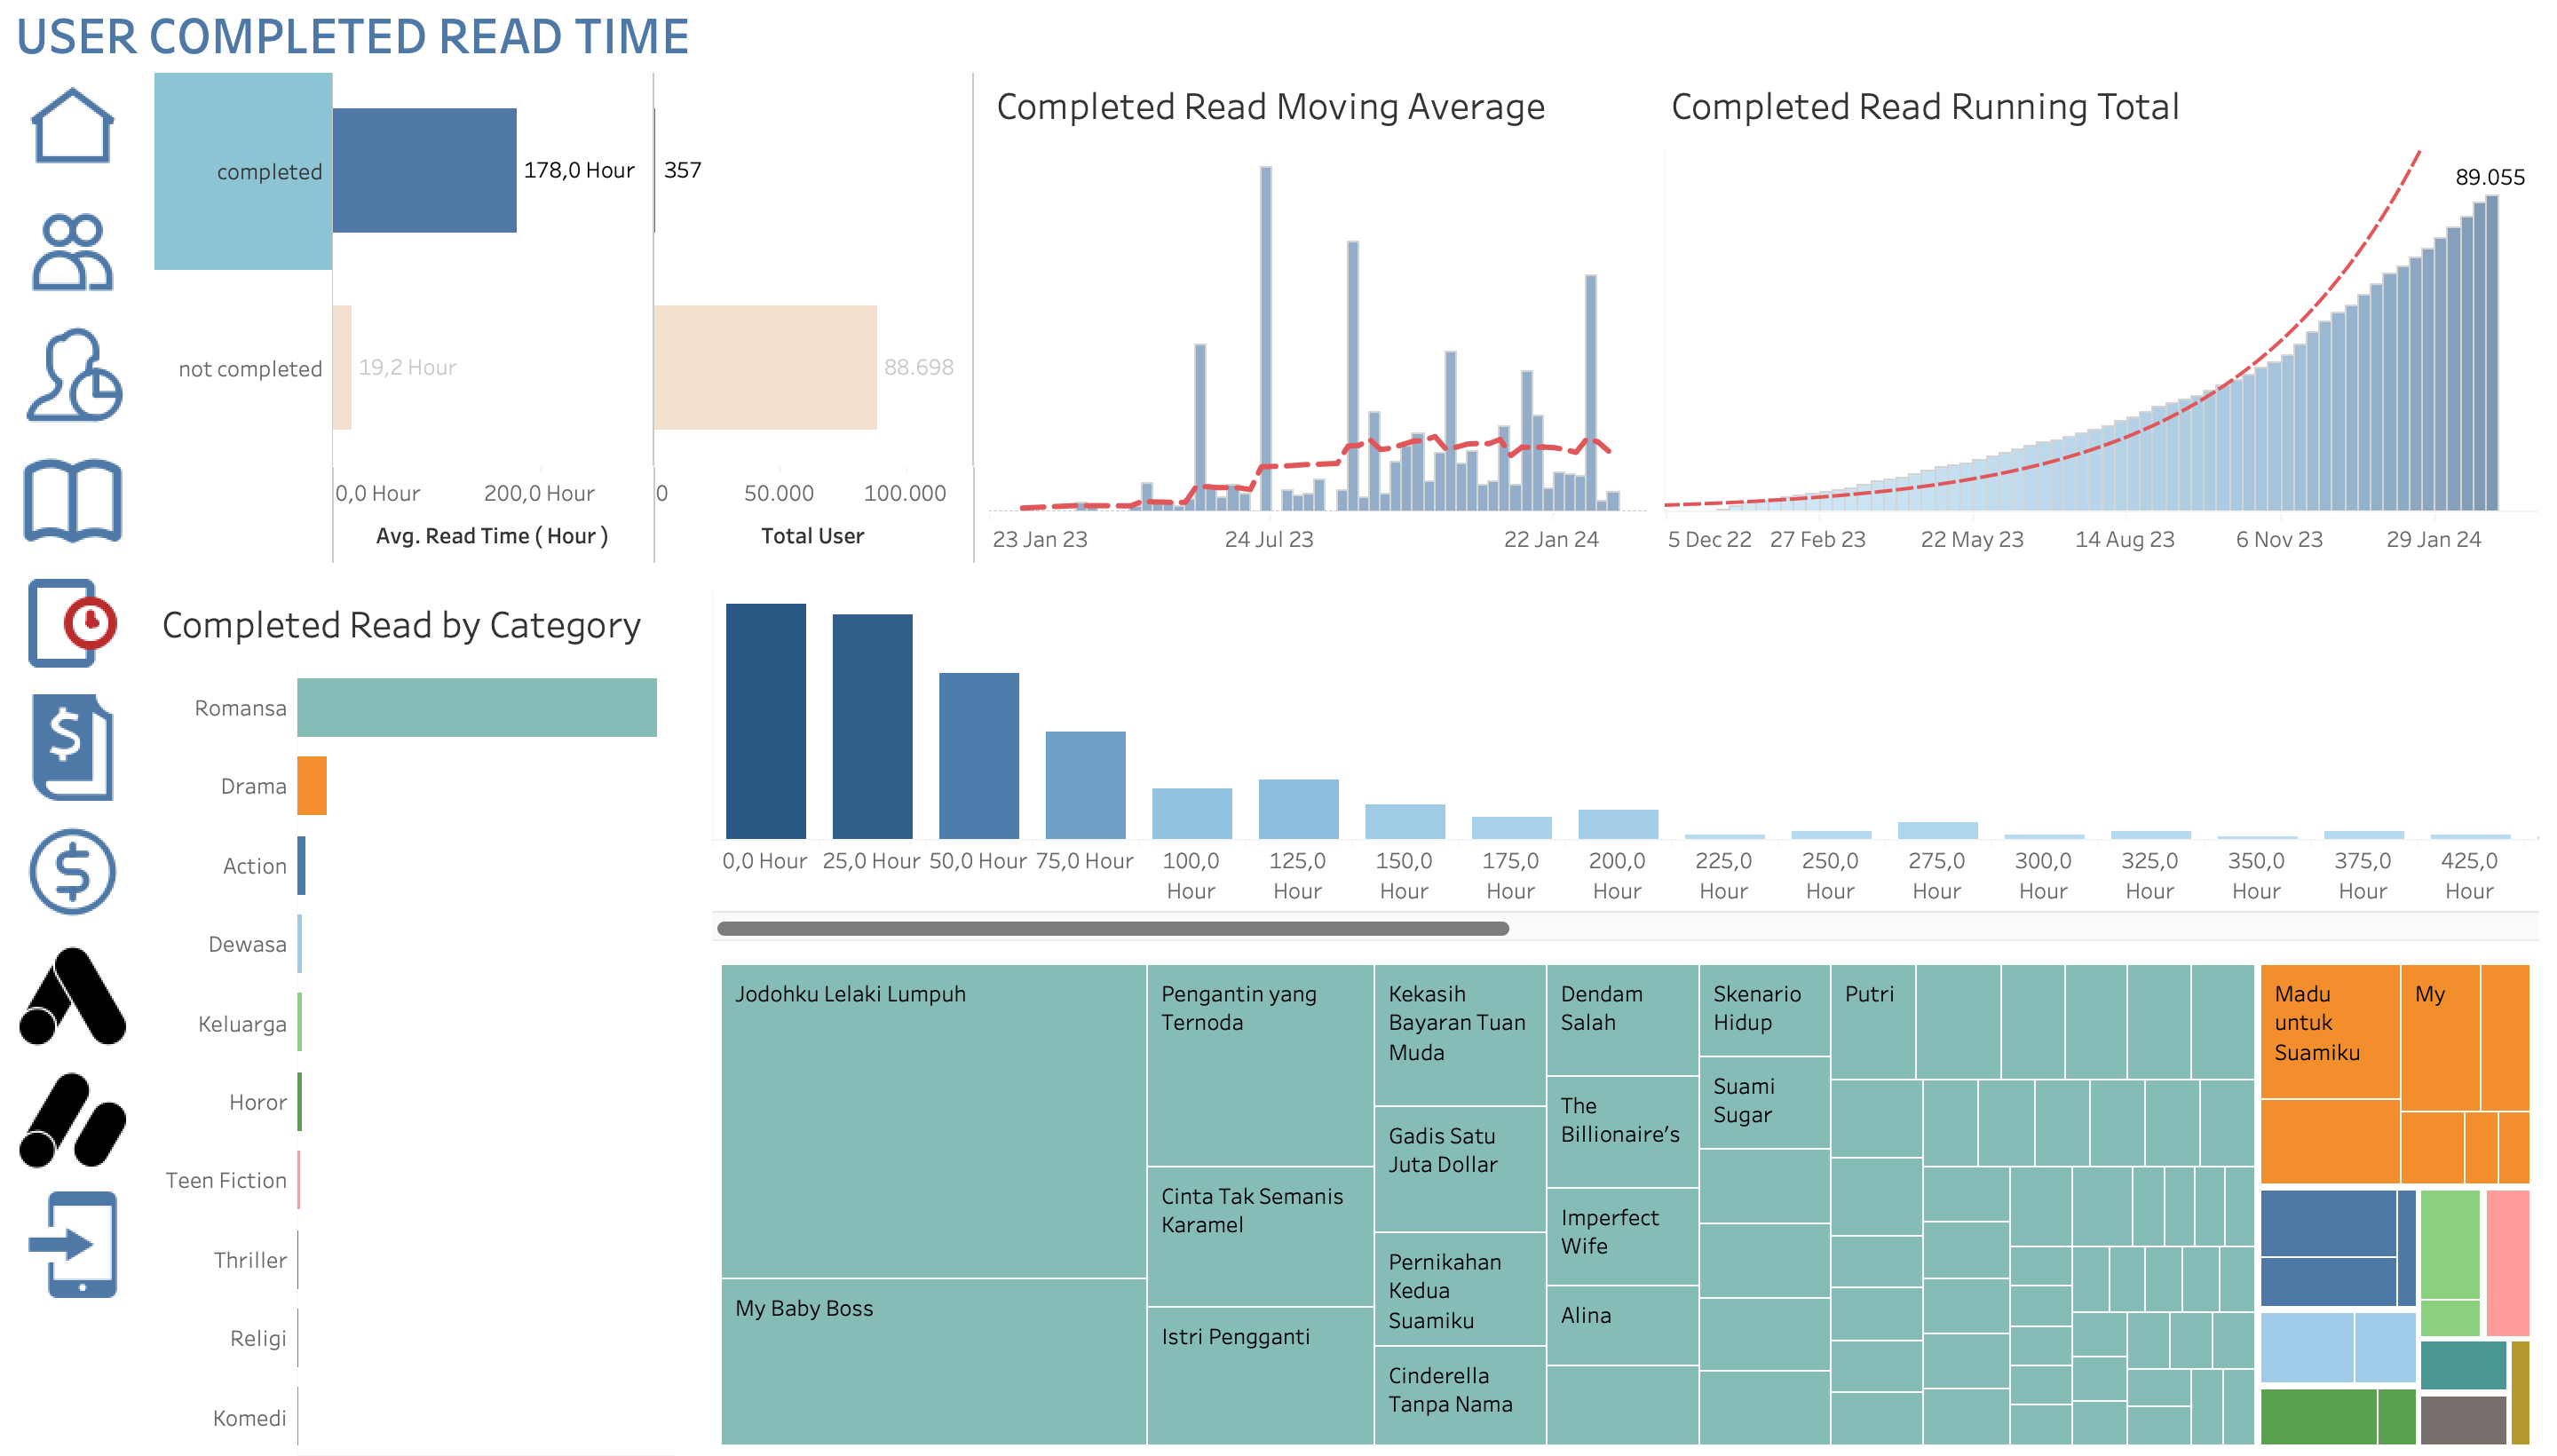 USER COMPLETED READ TIME
completed
178,0 Hour
357
not completed
19,2 Hour
88.698
0,0 Hour
200,0 Hour
0
50.000
100.000
Avg. Read Time ( Hour )
Total User
Completed Read Moving Average
23 Jan 23
24 Jul 23
22 Jan 24
Completed Read Running Total
89.055
5 Dec 22
27 Feb 23
22 May 23
14 Aug 23
6 Nov 23
29 Jan 24
Completed Read by Category
Romansa
Drama
Action
Dewasa
Keluarga
Horor
Teen Fiction
Thriller
Religi
Komedi
0,0 Hour
25,0 Hour
50,0 Hour
75,0 Hour
100,0
Hour
125,0
Hour
150,0
Hour
175,0
Hour
200,0
Hour
225,0
Hour
250,0
Hour
275,0
Hour
300,0
Hour
325,0
Hour
350,0
Hour
375,0
Hour
425,0
Hour
Jodohku Lelaki Lumpuh
My Baby Boss
Pengantin yang
Ternoda
Cinta Tak Semanis
Karamel
Istri Pengganti
Kekasih
Bayaran Tuan
Muda
Gadis Satu
Juta Dollar
Pernikahan
Kedua
Suamiku
Cinderella
Tanpa Nama
Dendam
Salah
The
Billionaire's
Imperfect
Wife
Alina
Skenario
Hidup
Suami
Sugar
Putri
Madu
untuk
Suamiku
My